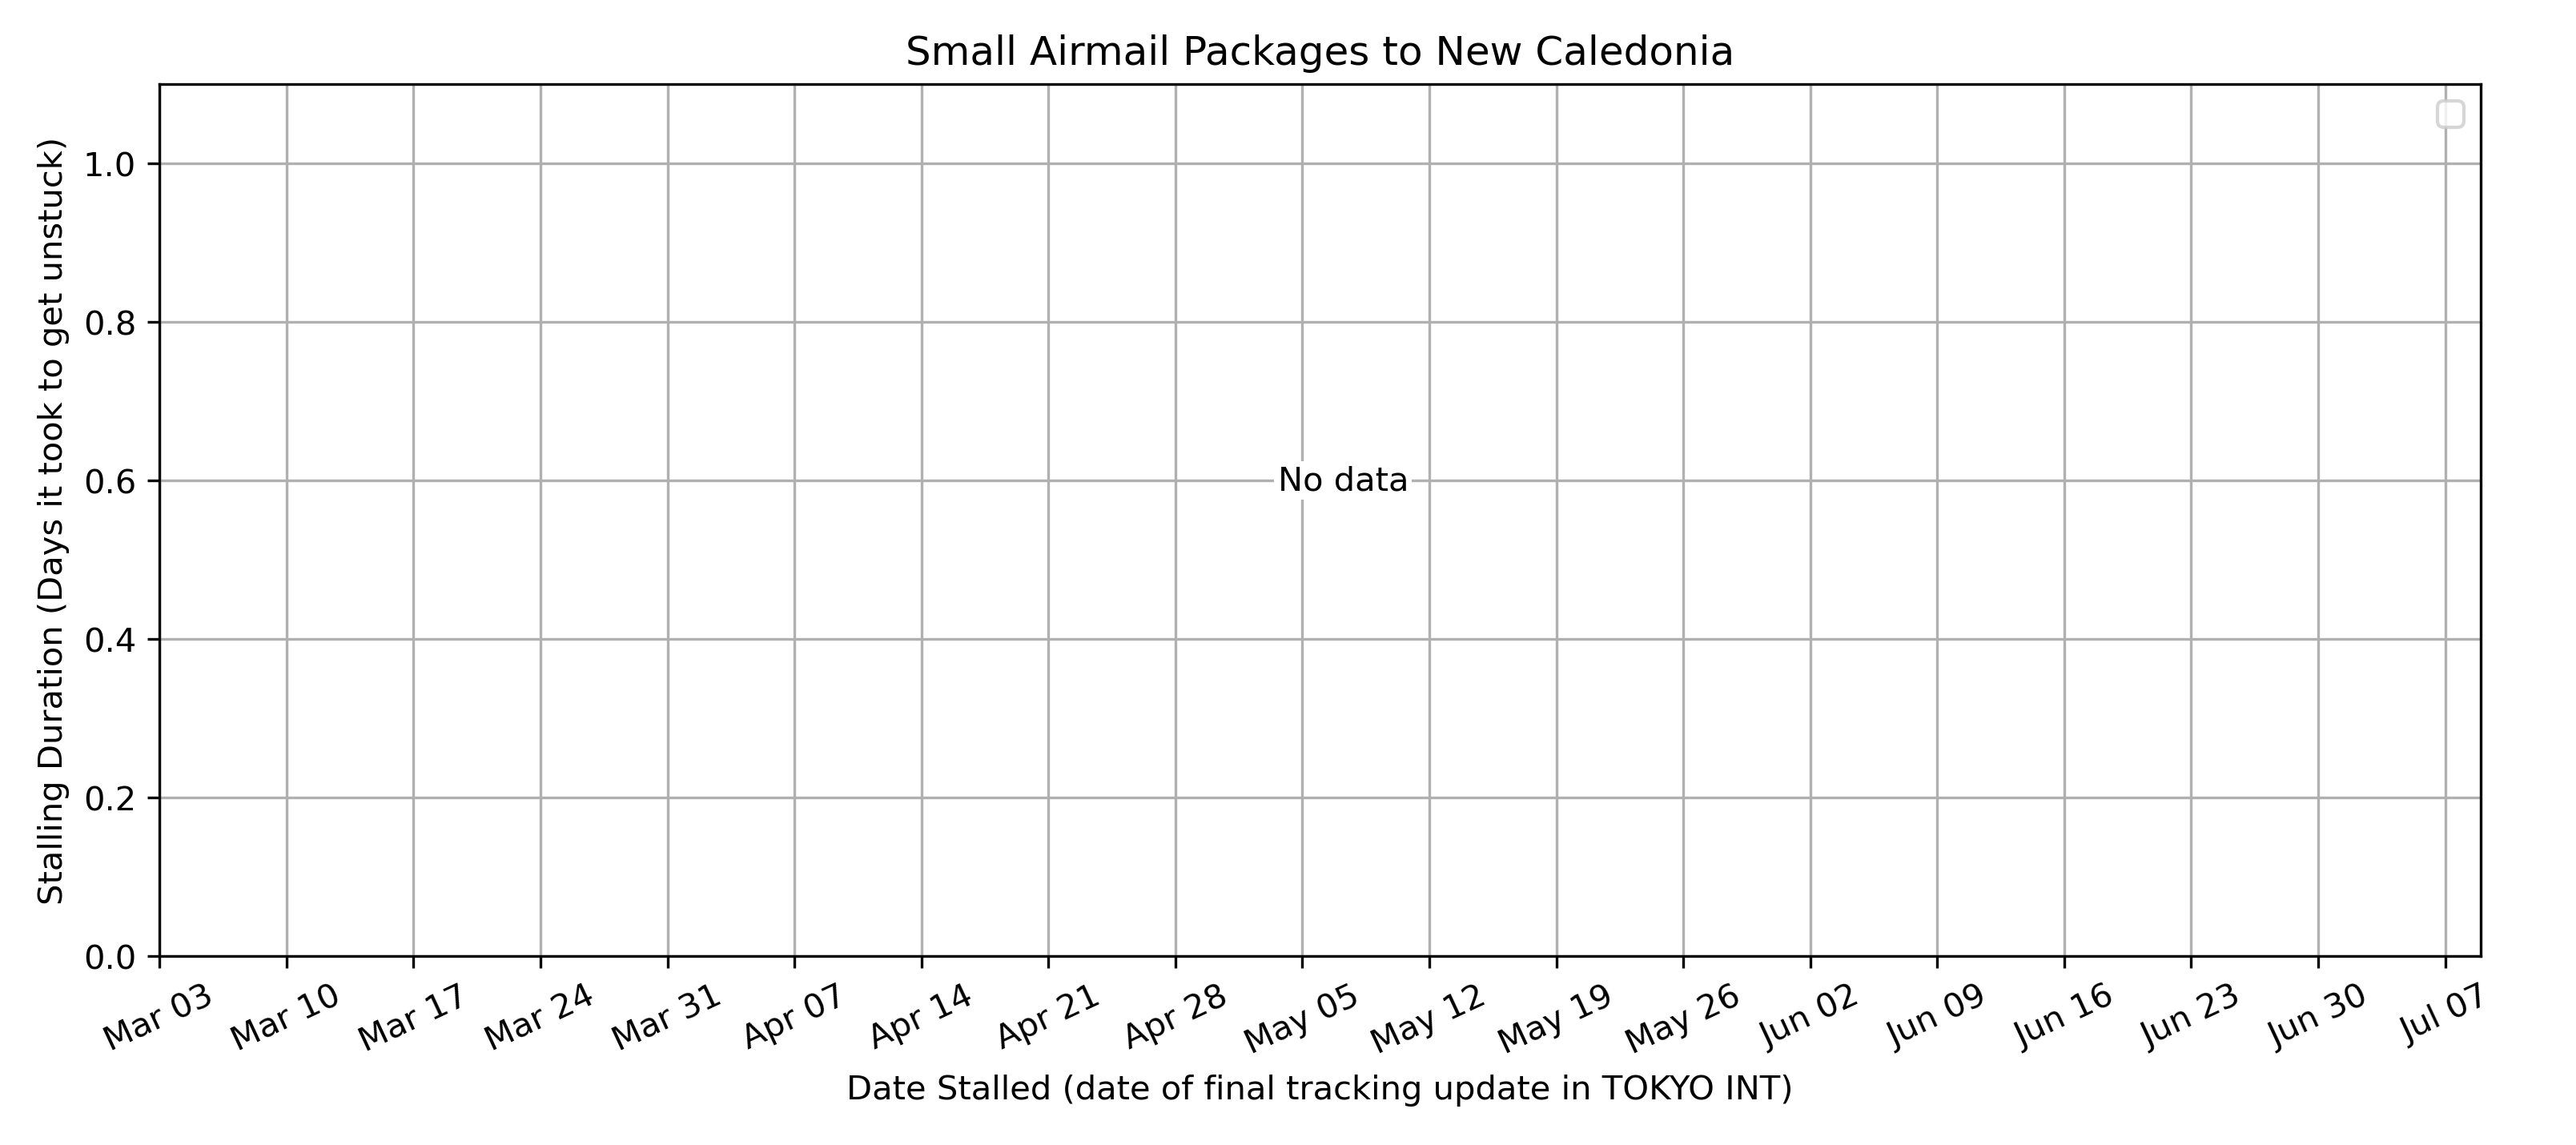 Small Airmail Packages to New Caledonia
Stalling Duration (Days it took to get unstuck)
1.0
0.8
0.6
0.4
0.2
0.0
No data
Mar 03
Mar 10
Mar 17
Mar 24
Mar 31
Apr 07
Apr 14
Apr 21
Apr 28
May 05
May 12
May 19
May 26
Jun 02
Jun 09
Jun 16
Jun 23
Jun 30
Jul 07
Date Stalled (date of final tracking update in TOKYO INT)